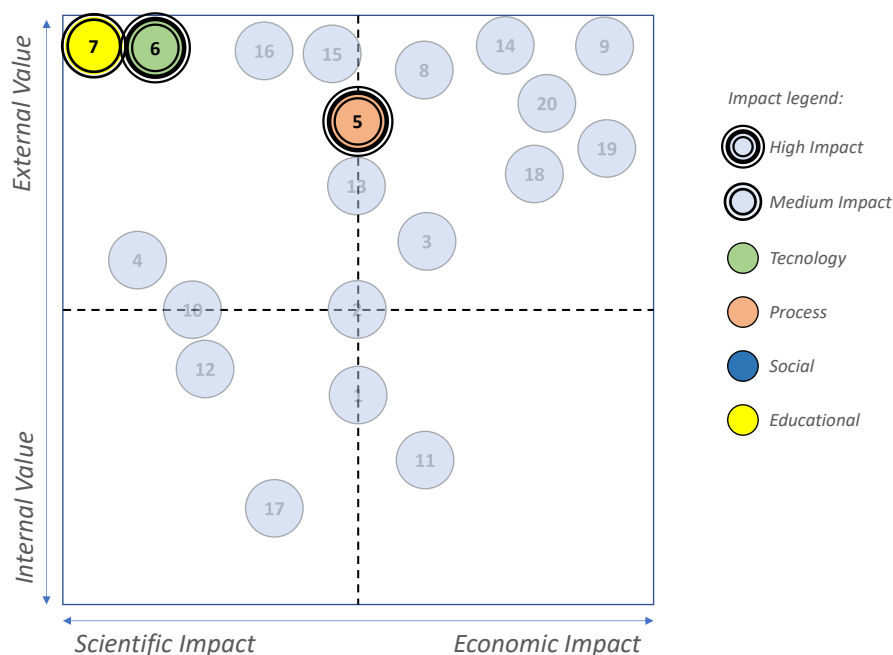 External Value
Internal Value
7
6
16
15
8
14
9
5
20
19
18
13
3
4
10
2
12
1
11
17
Scientific Impact
Economic Impact
Impact legend:
High Impact
Medium Impact
Tecnology
Process
Social
Educational